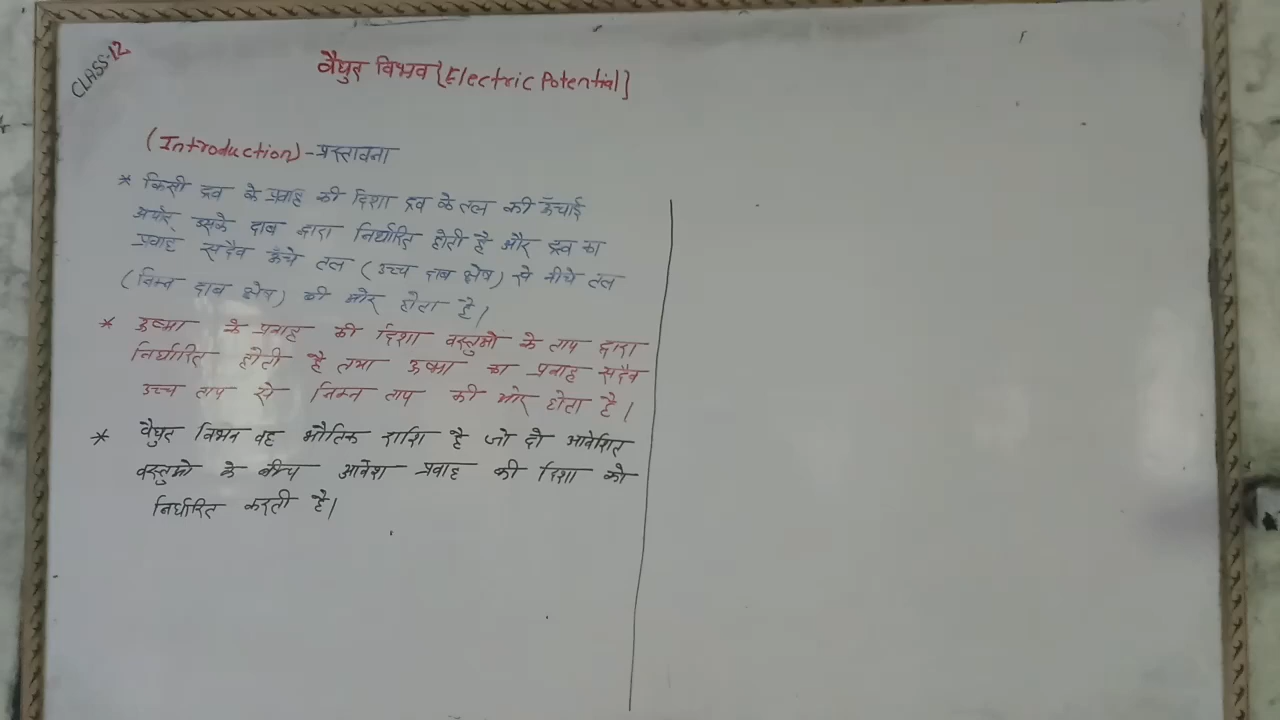 CLASS-12
वैधुत विभव {Electric Potential}
(Introduction) - प्रस्तावना
* किसी द्रव के प्रवाह की दिशा द्रव के तल की ऊँचाई
अर्थात् उसके दाब द्वारा निर्धारित होती है और द्रव का
प्रवाह सदैव ऊँचे तल (उच्च दाब क्षेत्र) से नीचे तल
(निम्न दाब क्षेत्र) की ओर होता है।
* ऊष्मा के प्रवाह की दिशा वस्तुओ के ताप द्वारा
निर्धारित होती है तथा ऊष्मा का प्रवाह सदैव
उच्च ताप से निम्न ताप की ओर होता है।
* वैधुत विभव वह भौतिक राशि है जो दो आवेशित
वस्तुओ के बीच आवेश प्रवाह की दिशा को
निर्धारित करती है।